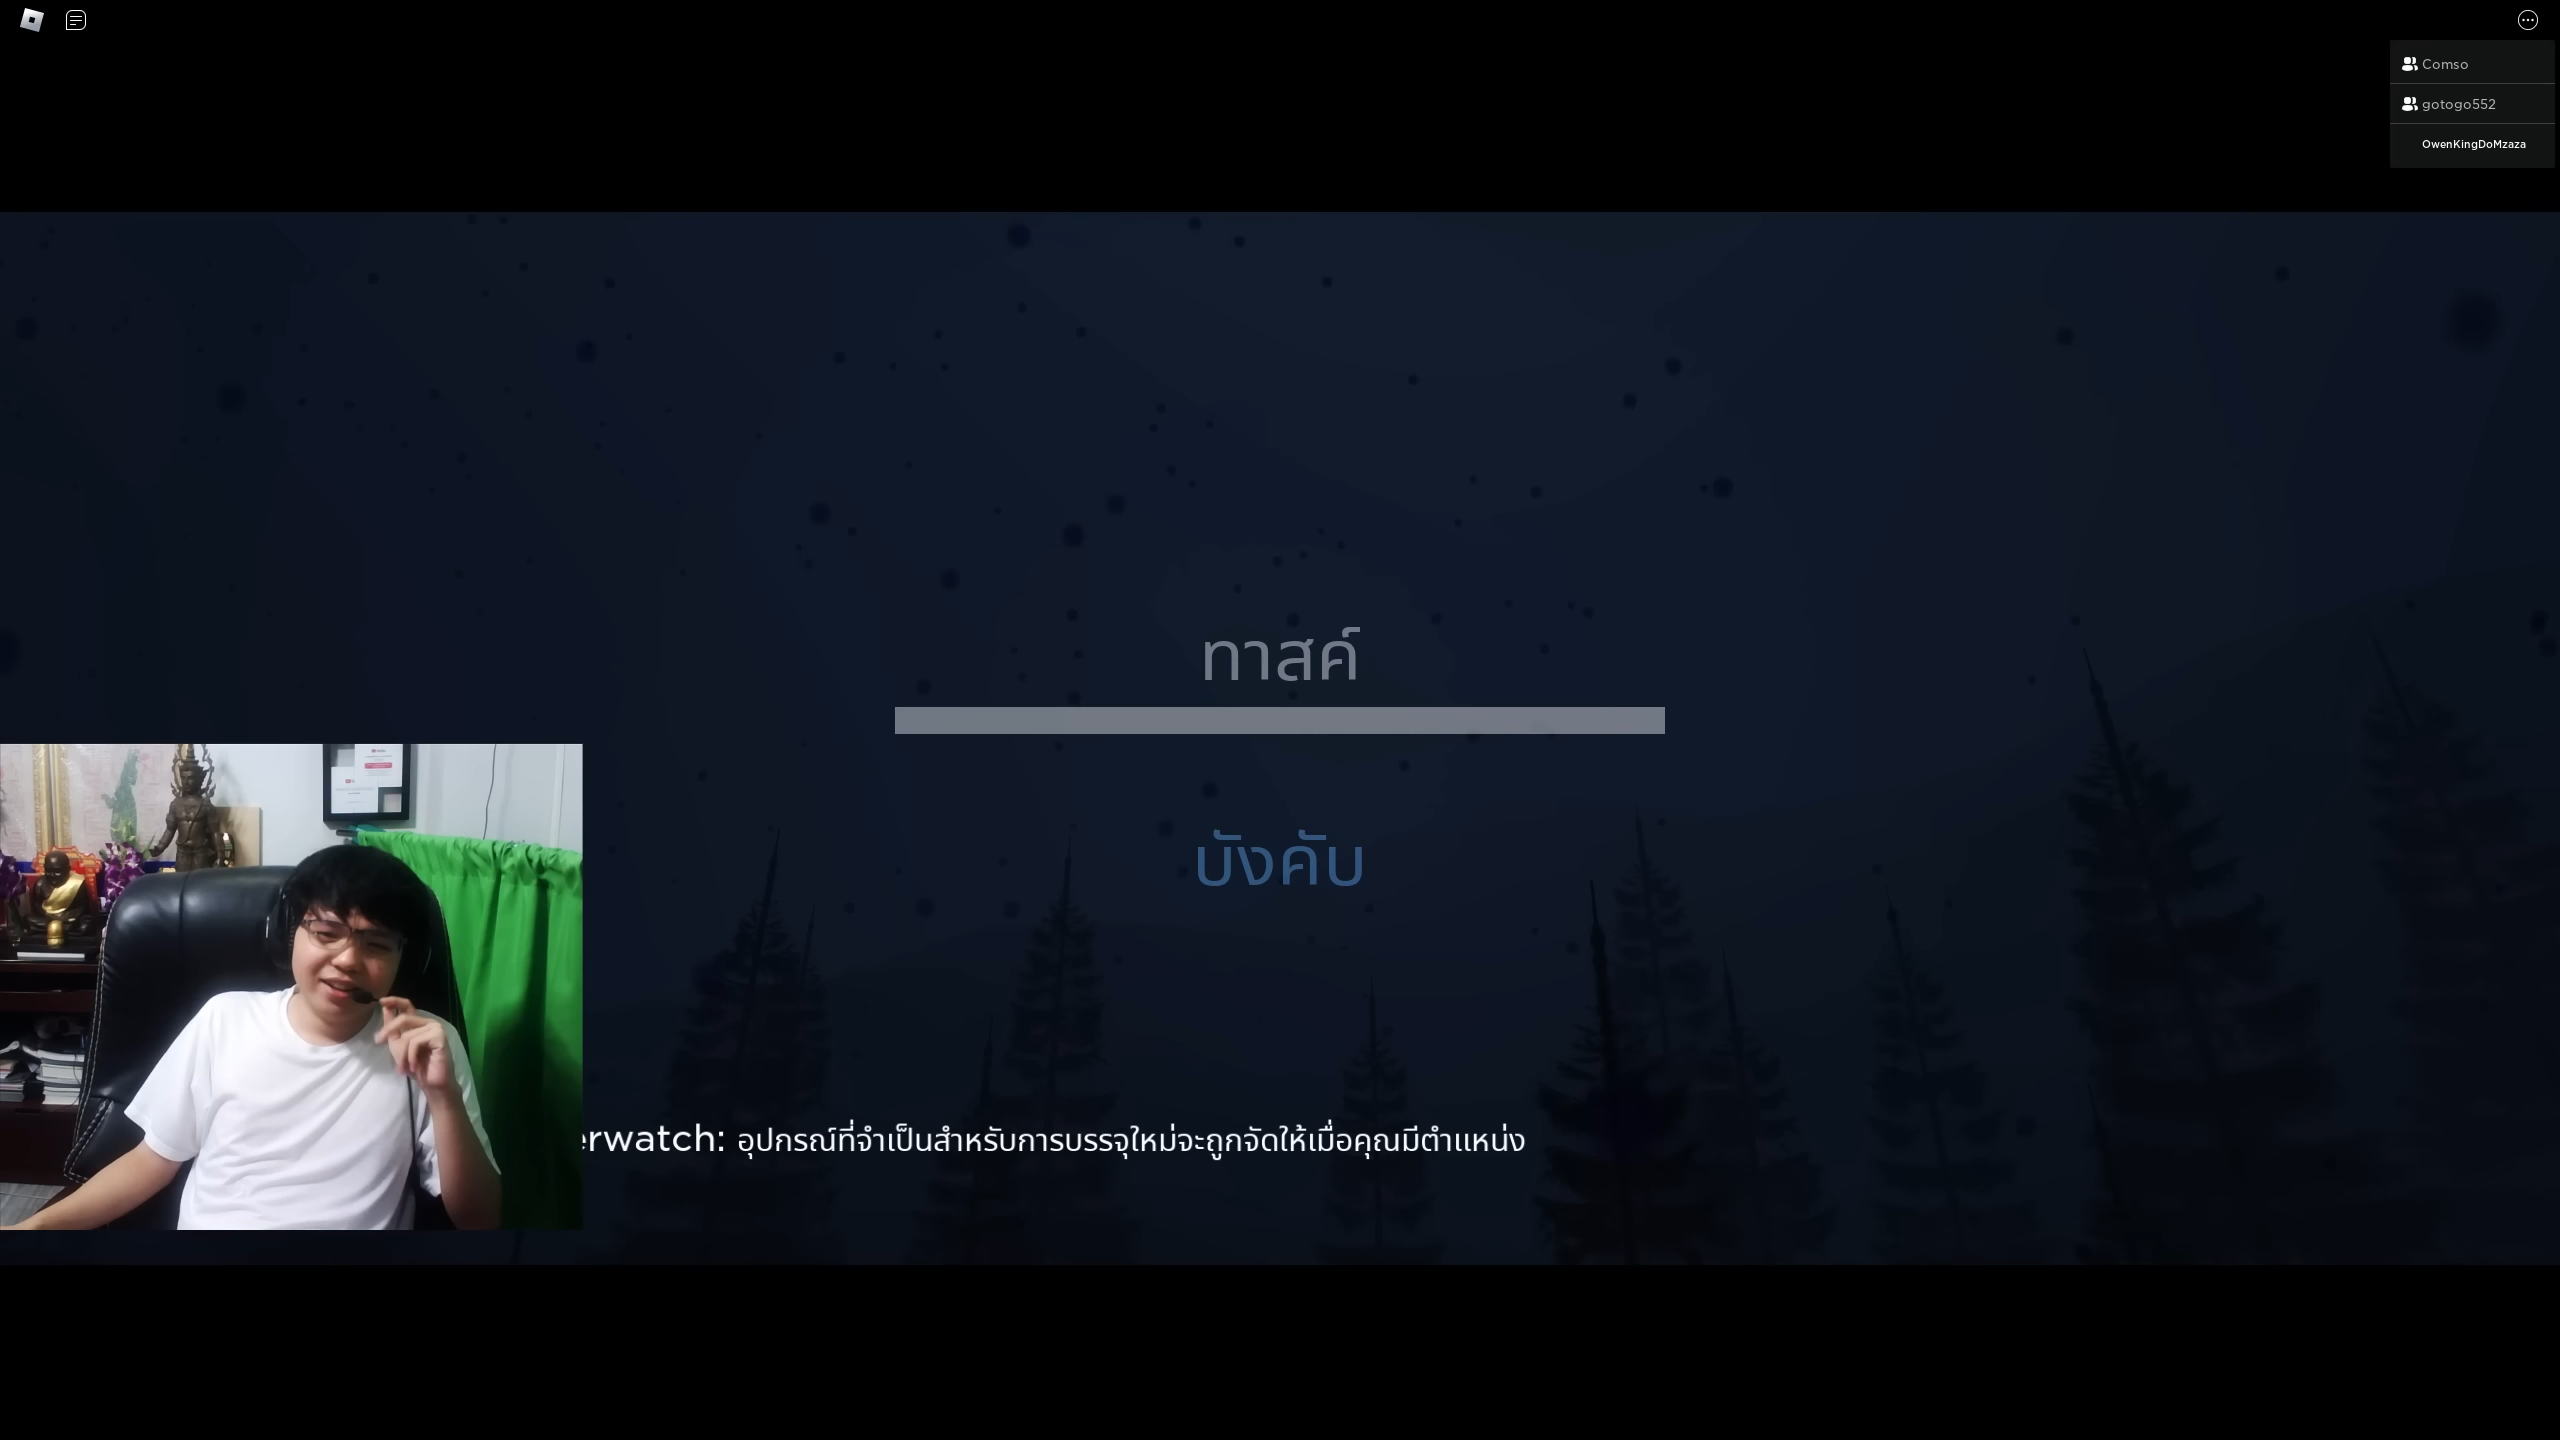 Comso
gotogo552
OwenKingDoMzaza
ทาสค์
บังคับ
erwatch: อุปกรณ์ที่จำเป็นสำหรับการบรรจุใหม่จะถูกจัดให้เมื่อคุณมีตำแหน่ง